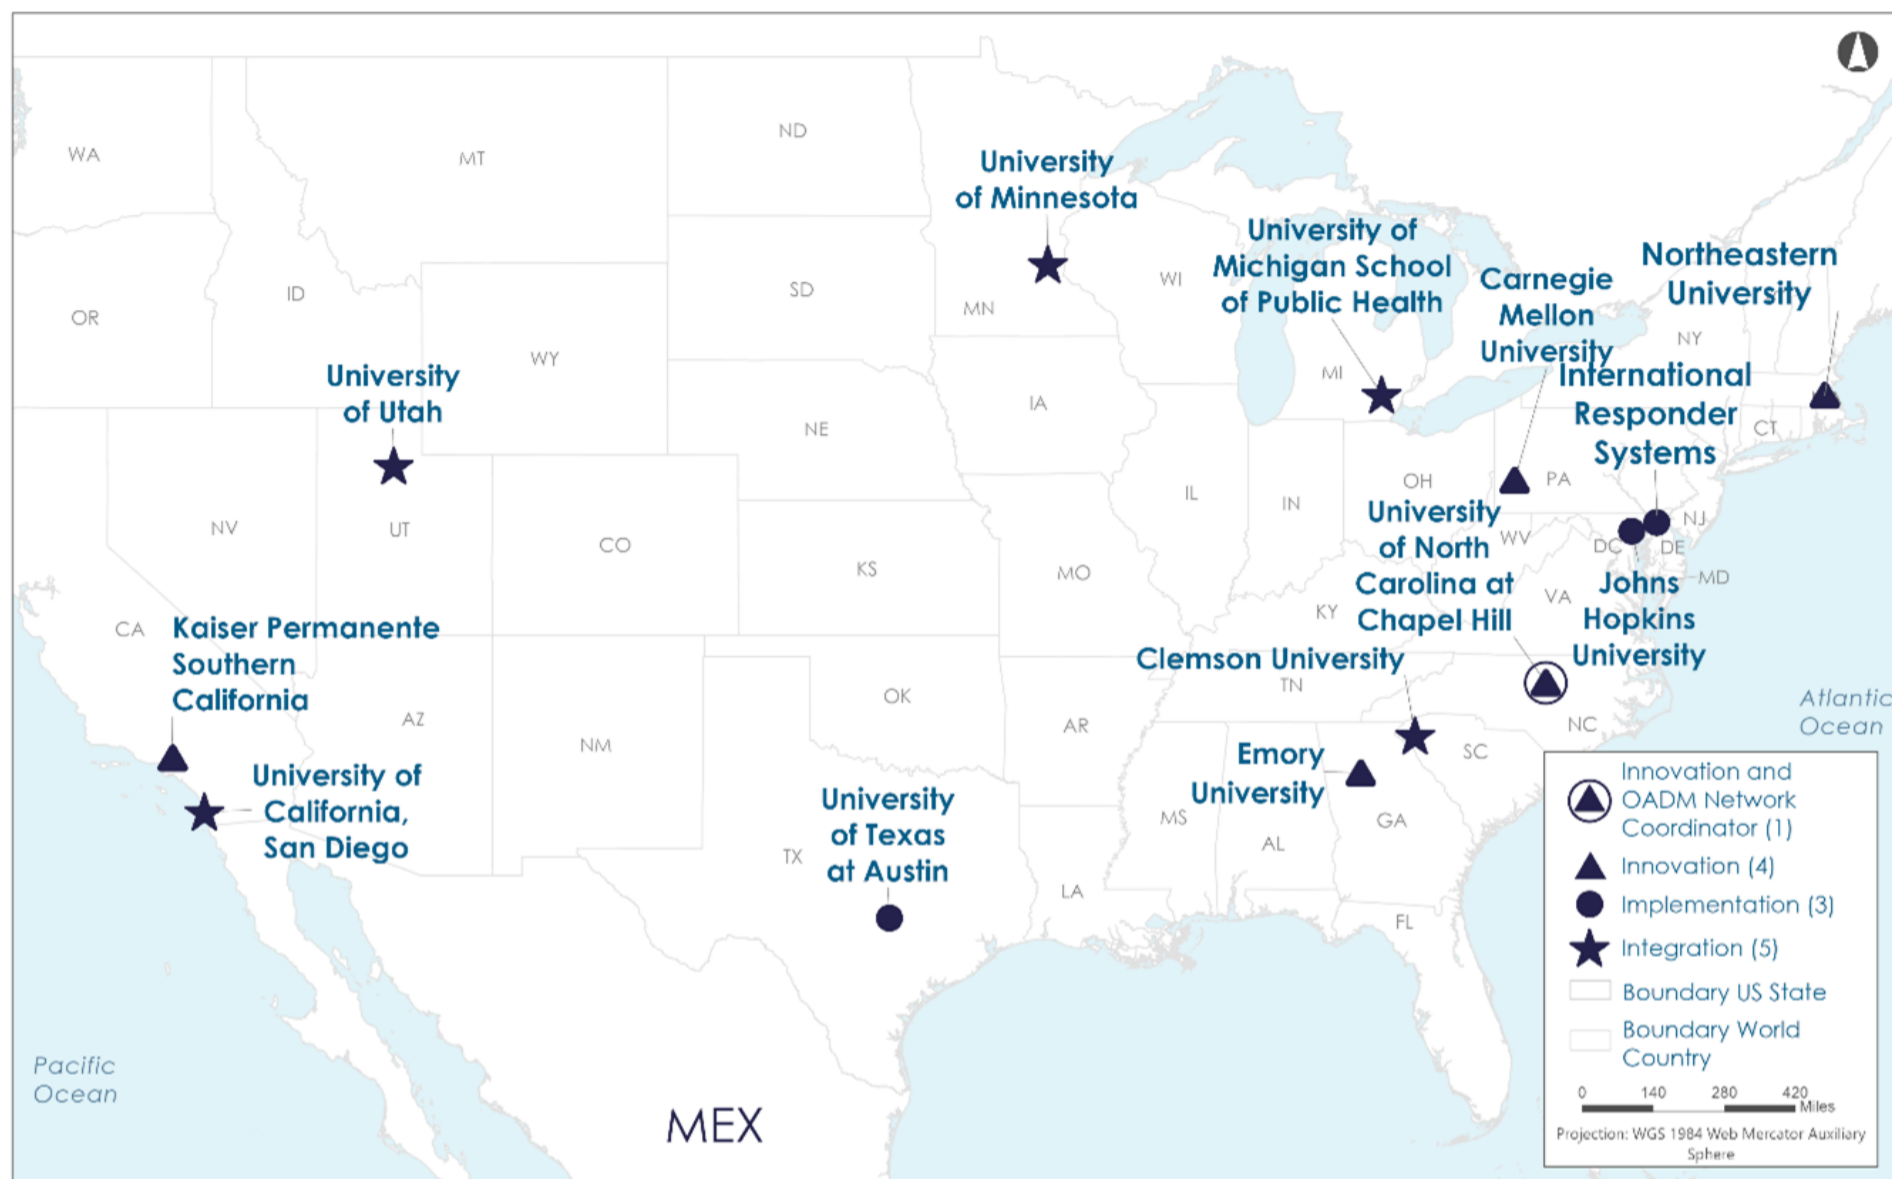 WA
MT
ND
OR
ID
SD
MN
WI
WY
University
of Minnesota
University of
Michigan School
of Public Health
Carnegie
Mellon
University
Northeastern
University
NY
MI
International
Responder
Systems
University
of Utah
IA
NE
CT
PA
OH
IL
IN
NV
UT
CO
KS
MO
NJ
WV
DC
DE
MD
VA
KY
University
of North
Carolina at
Chapel Hill
Johns
Hopkins
University
CA
Kaiser Permanente
Southern
California
Clemson University
TN
OK
AR
AZ
NM
NC
SC
Atlantic
Ocean
University of
California,
San Diego
Emory
University
MS
AL
GA
TX
University
of Texas
at Austin
LA
FL
Pacific
Ocean
MEX
Innovation and
OADM Network
Coordinator (1)
Innovation (4)
Implementation (3)
Integration (5)
Boundary US State
Boundary World
Country
0 140 280 420
Miles
Projection: WGS 1984 Web Mercator Auxiliary
Sphere